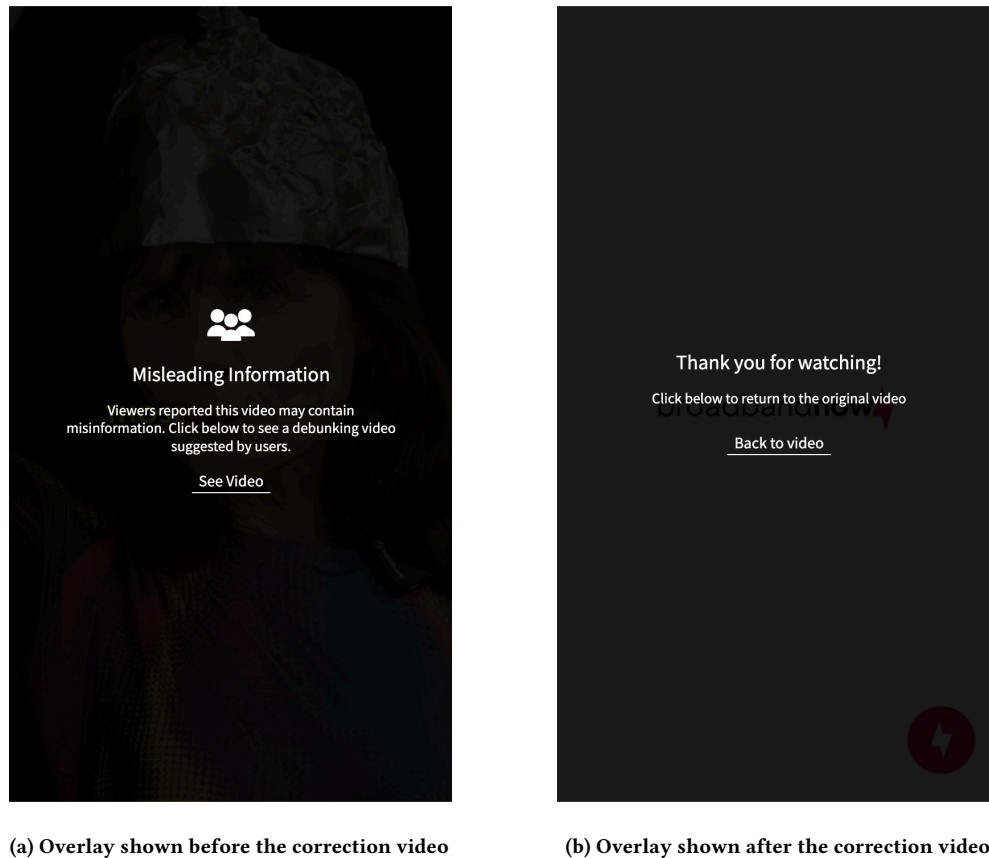 Misleading Information
Viewers reported this video may contain
misinformation. Click below to see a debunking video
suggested by users.
See Video
(a) Overlay shown before the correction video
Thank you for watching!
Click below to return to the original video
broadbandnow
Back to video
(b) Overlay shown after the correction video